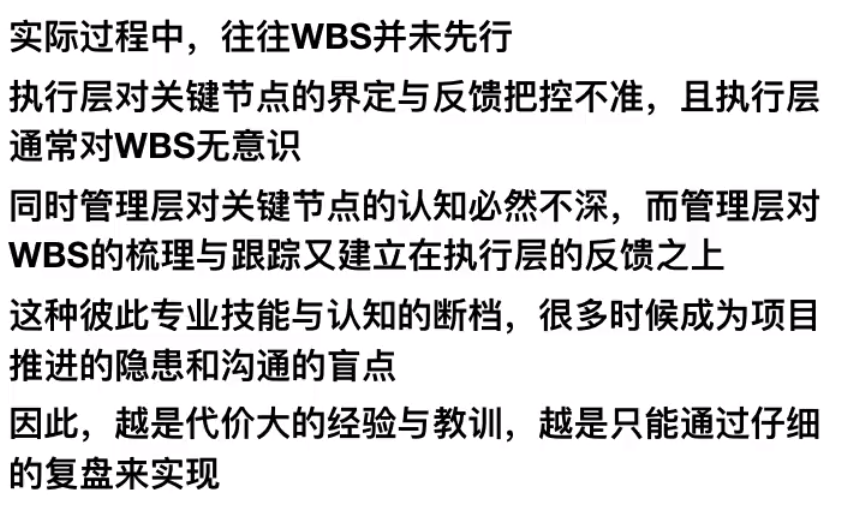 实际过程中，往往WBS并未先行
执行层对关键节点的界定与反馈把控不准，且执行层
通常对WBS无意识
同时管理层对关键节点的认知必然不深，而管理层对
WBS的梳理与跟踪又建立在执行层的反馈之上
这种彼此专业技能与认知的断档，很多时候成为项目
推进的隐患和沟通的盲点
因此，越是代价大的经验与教训，越是只能通过仔细
的复盘来实现